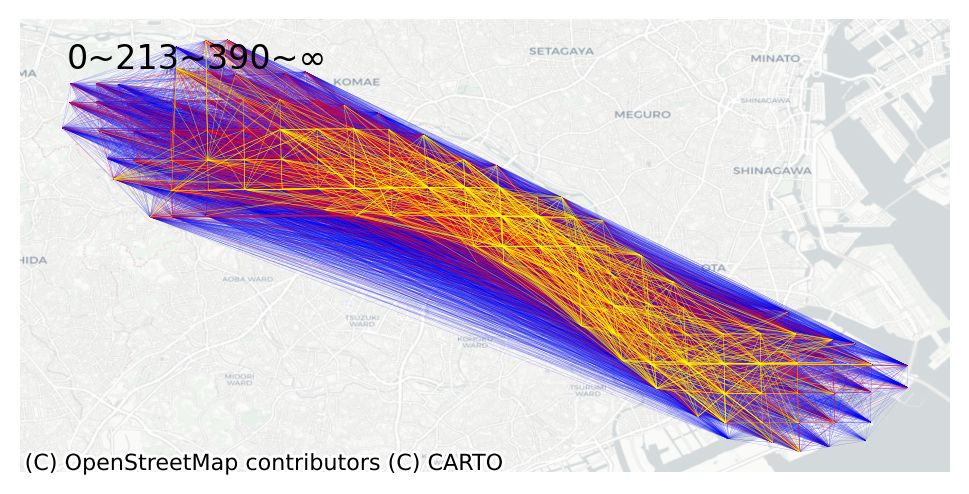 0~213~390~∞
SETAGAYA
MINATO
MA
KOMAE
SHINAGAWA
MEGURO
SHINAGAWA
HIDA
OTA
AOBA WARD
TSUZUKI
WARD
WARD
MIDORI
WARD
TSURUMI
WARD
(C) OpenStreetMap contributors (C) CARTO